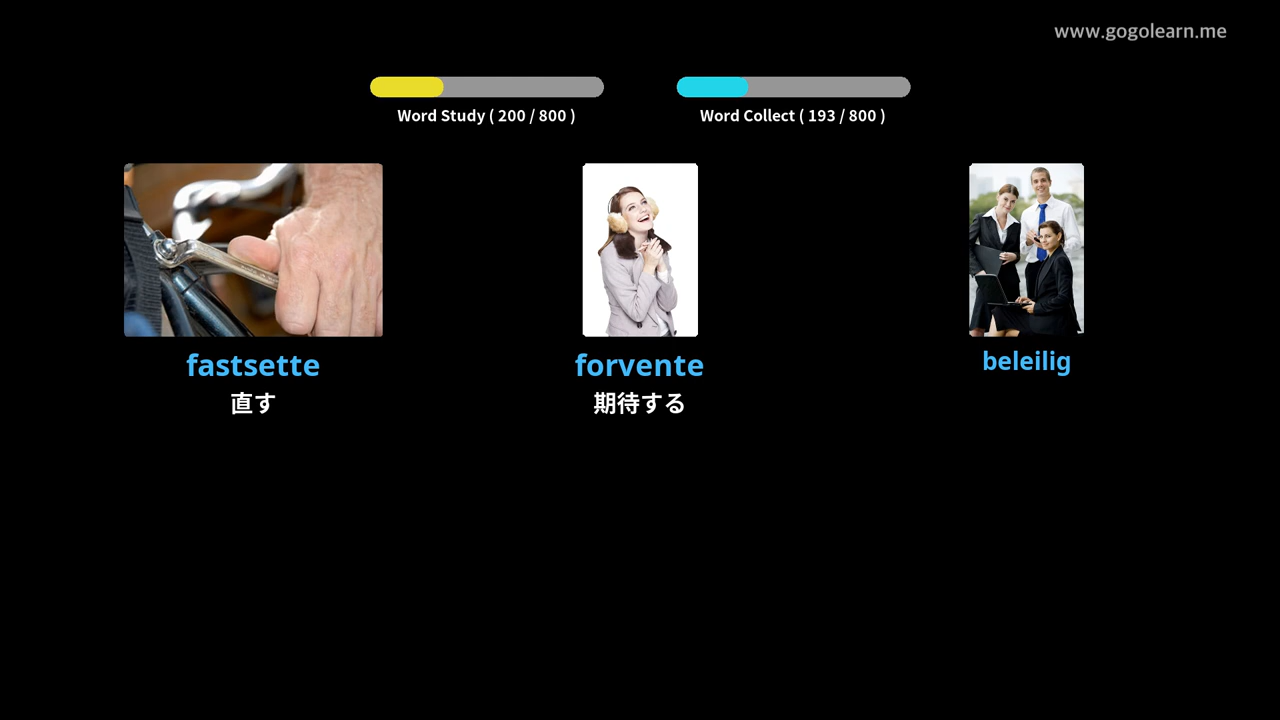 www.gogolearn.me
Word Study ( 200 / 800 )
Word Collect ( 193 / 800 )
fastsette
直す
forvente
期待する
beleilig